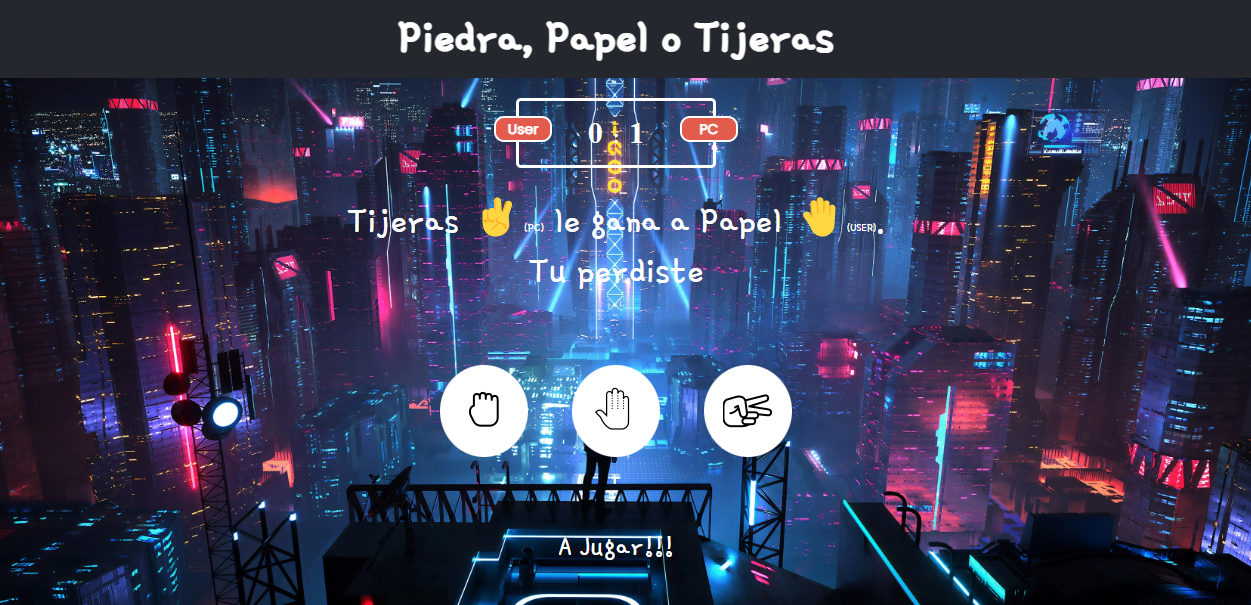 Piedra, Papel o Tijeras
User 0 : 1 PC
Tijeras ✌ (PC) le gana a Papel 🤚 (USER).
Tu perdiste
A Jugar!!!